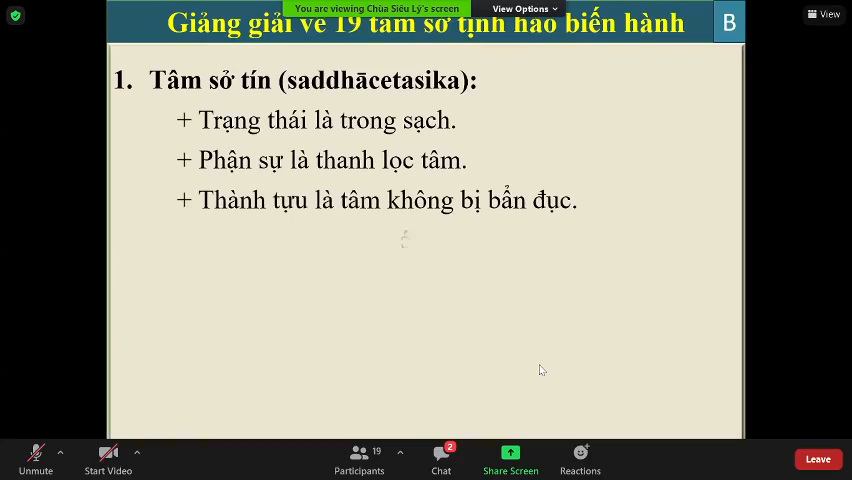 You are viewing Chùa Siêu Lý's screen
View Options
View
Giảng giải về 19 tâm sở tịnh hảo biến hành
B
1. Tâm sở tín (saddhācetasika):
+ Trạng thái là trong sạch.
+ Phận sự là thanh lọc tâm.
+ Thành tựu là tâm không bị bẩn đục.
Unmute
Start Video
19
Participants
2
Chat
Share Screen
Reactions
Leave